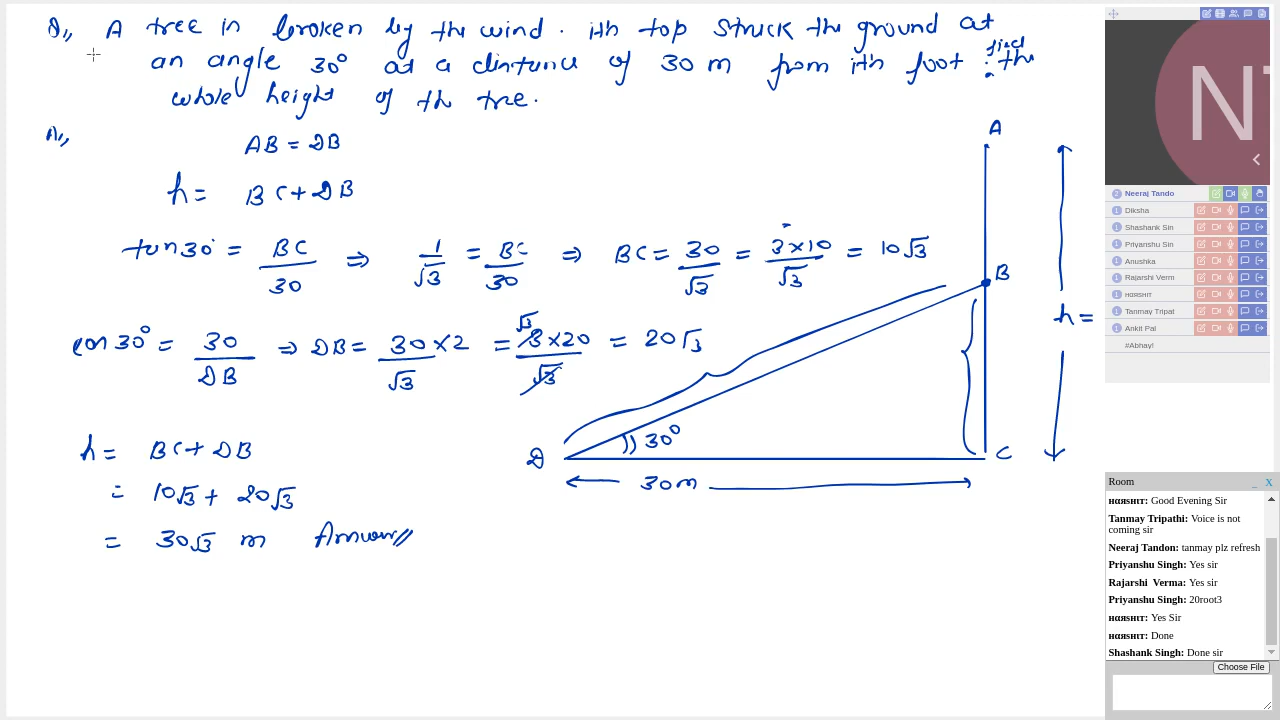 Q,, A tree is broken by the wind. its top struck the ground at
an angle 30° at a distance of 30 m from its foot. find the
whole height of the tree.
A,,
AB = DB
h = BC + DB
tan 30° = BC / 30 ⇒ 1/√3 = BC/30 ⇒ BC = 30/√3 = 3×10/√3 = 10√3
cos 30° = 30/DB ⇒ DB = 30×2/√3 = √3 3×20/√3 = 20√3
h = BC + DB
= 10√3 + 20√3
= 30√3 m Answer
A
B
h =
30°
D
C
30m
NT
<
Neeraj Tando
Diksha
Shashank Sin
Priyanshu Sin
Anushka
Rajarshi Verm
нαяsнιт
Tanmay Tripat
Ankit Pal
#Abhay!
Room _ X
нαяsнιт: Good Evening Sir
Tanmay Tripathi: Voice is not
coming sir
Neeraj Tandon: tanmay plz refresh
Priyanshu Singh: Yes sir
Rajarshi Verma: Yes sir
Priyanshu Singh: 20root3
нαяsнιт: Yes Sir
нαяsнιт: Done
Shashank Singh: Done sir
Choose File